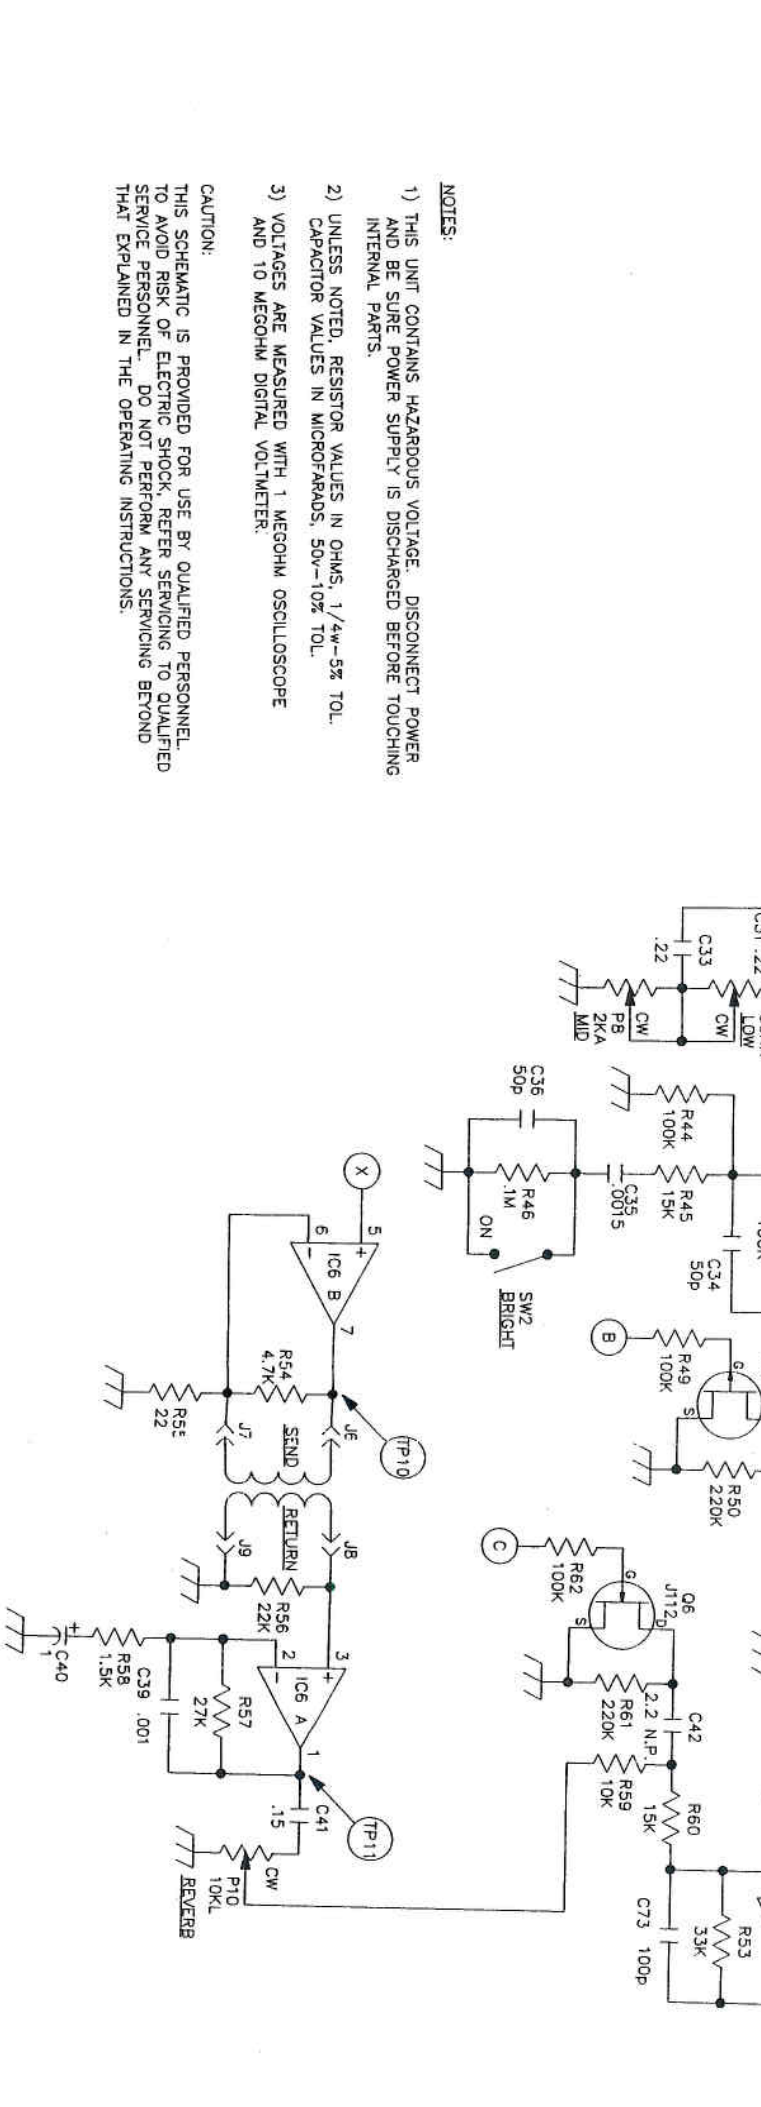 NOTES:
1) THIS UNIT CONTAINS HAZARDOUS VOLTAGE. DISCONNECT POWER
AND BE SURE POWER SUPPLY IS DISCHARGED BEFORE TOUCHING
INTERNAL PARTS.
2) UNLESS NOTED, RESISTOR VALUES IN OHMS, 1/4w-5% TOL.
CAPACITOR VALUES IN MICROFARADS, 50v-10% TOL.
3) VOLTAGES ARE MEASURED WITH 1 MEGOHM OSCILLOSCOPE
AND 10 MEGOHM DIGITAL VOLTMETER.
CAUTION:
THIS SCHEMATIC IS PROVIDED FOR USE BY QUALIFIED PERSONNEL.
TO AVOID RISK OF ELECTRIC SHOCK, REFER SERVICING TO QUALIFIED
SERVICE PERSONNEL. DO NOT PERFORM ANY SERVICING BEYOND
THAT EXPLAINED IN THE OPERATING INSTRUCTIONS.
LOW
CW
C33
.22
CW
P8
2KA
MID
R44
100K
R45
15K
C34
50p
C35
.0015
C36
50p
R46
.1M
ON
SW2
BRIGHT
B
R49
100K
G
S
R50
220K
C
R62
100K
G
S
D
Q6
J112
R61
220K
C42
2.2 N.P.
R59
10K
R60
15K
R53
33K
C73 100p
X
5
+
6
-
IC6 B
7
R54
4.7K
R55
22
TP10
J6
J7
SEND
RETURN
J8
J9
R56
22K
3
+
2
-
IC6 A
1
R57
27K
C39 .001
R58
1.5K
+
C40
1
TP11
C41
.15
CW
P10
10KL
REVERB